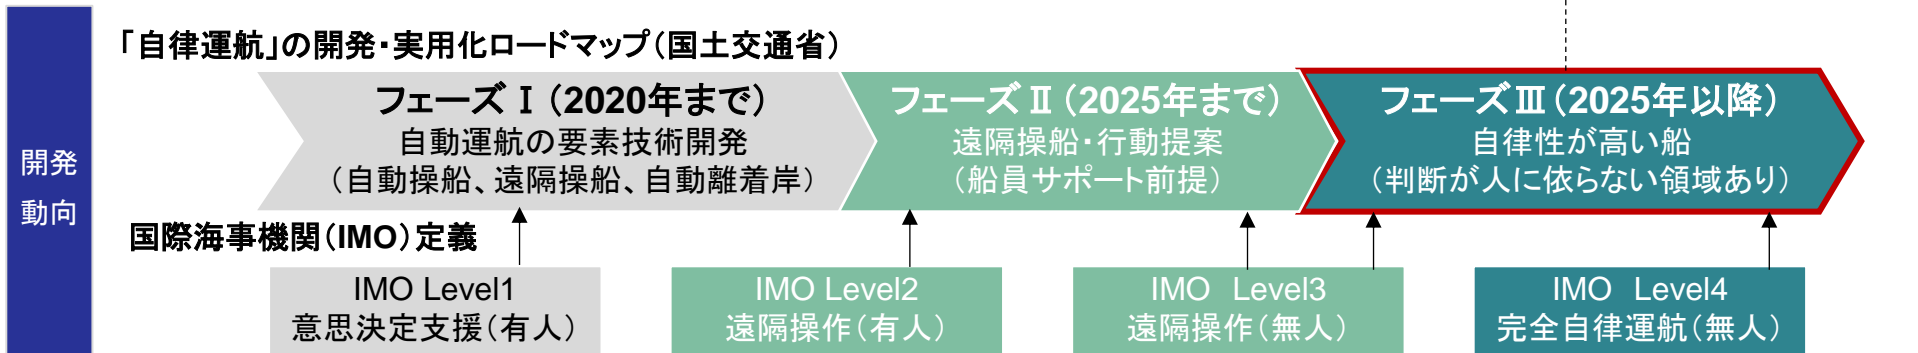 開発
動向
「自律運航」の開発・実用化ロードマップ(国土交通省)
フェーズⅠ(2020年まで)
自動運航の要素技術開発
(自動操船、遠隔操船、自動離着岸)
フェーズⅡ(2025年まで)
遠隔操船・行動提案
(船員サポート前提)
フェーズⅢ(2025年以降)
自律性が高い船
(判断が人に依らない領域あり)
国際海事機関(IMO)定義
IMO Level1
意思決定支援(有人)
IMO Level2
遠隔操作(有人)
IMO Level3
遠隔操作(無人)
IMO Level4
完全自律運航(無人)